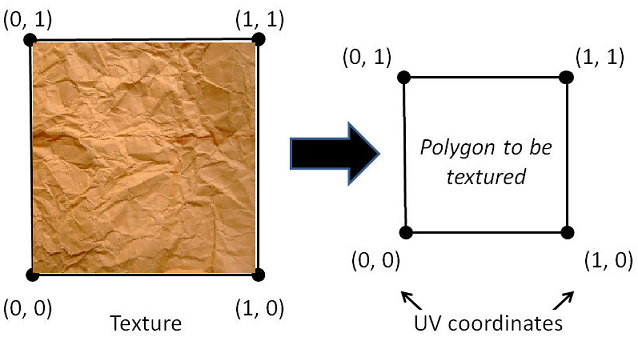 (0, 1)
(1, 1)
(0, 0)
(1, 0)
Texture
(0, 1)
(1, 1)
Polygon to be
textured
(0, 0)
(1, 0)
UV coordinates